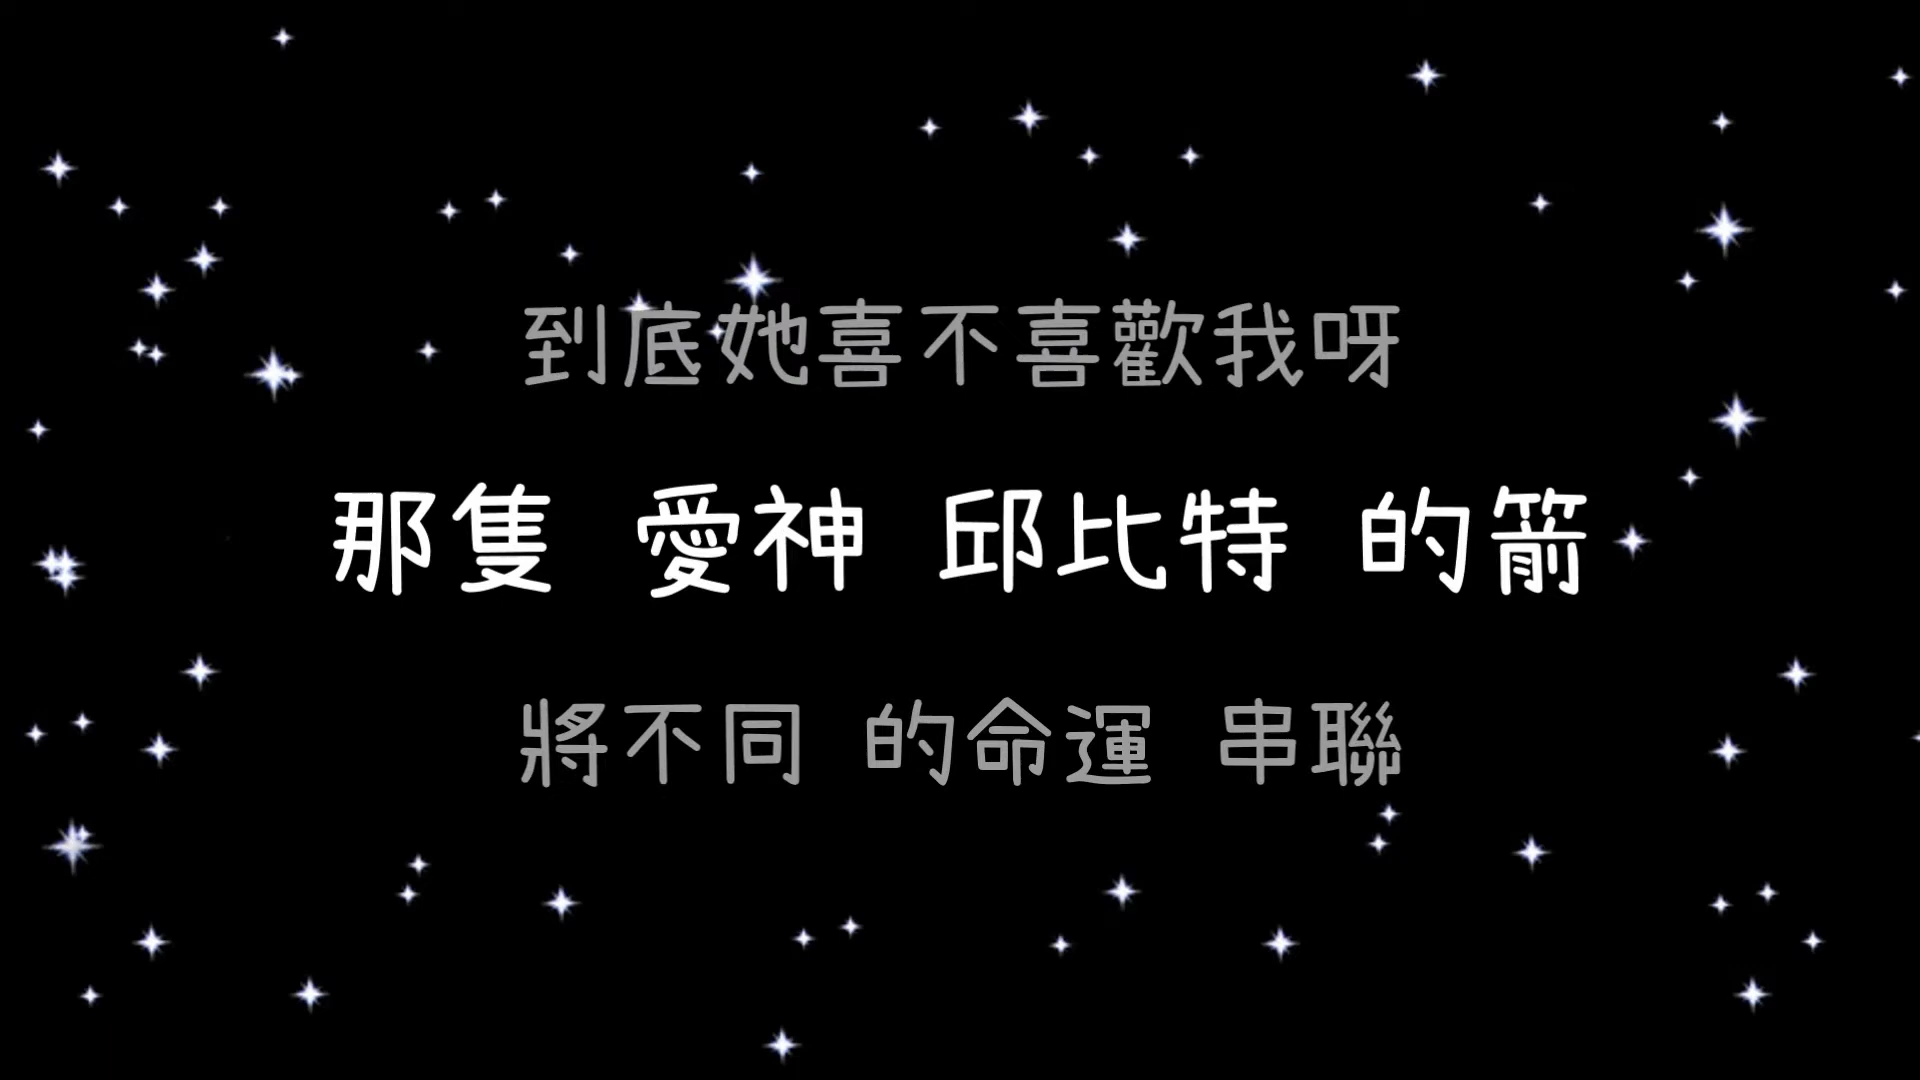 到底她喜不喜歡我呀
那隻 愛神 邱比特 的箭
將不同 的命運 串聯